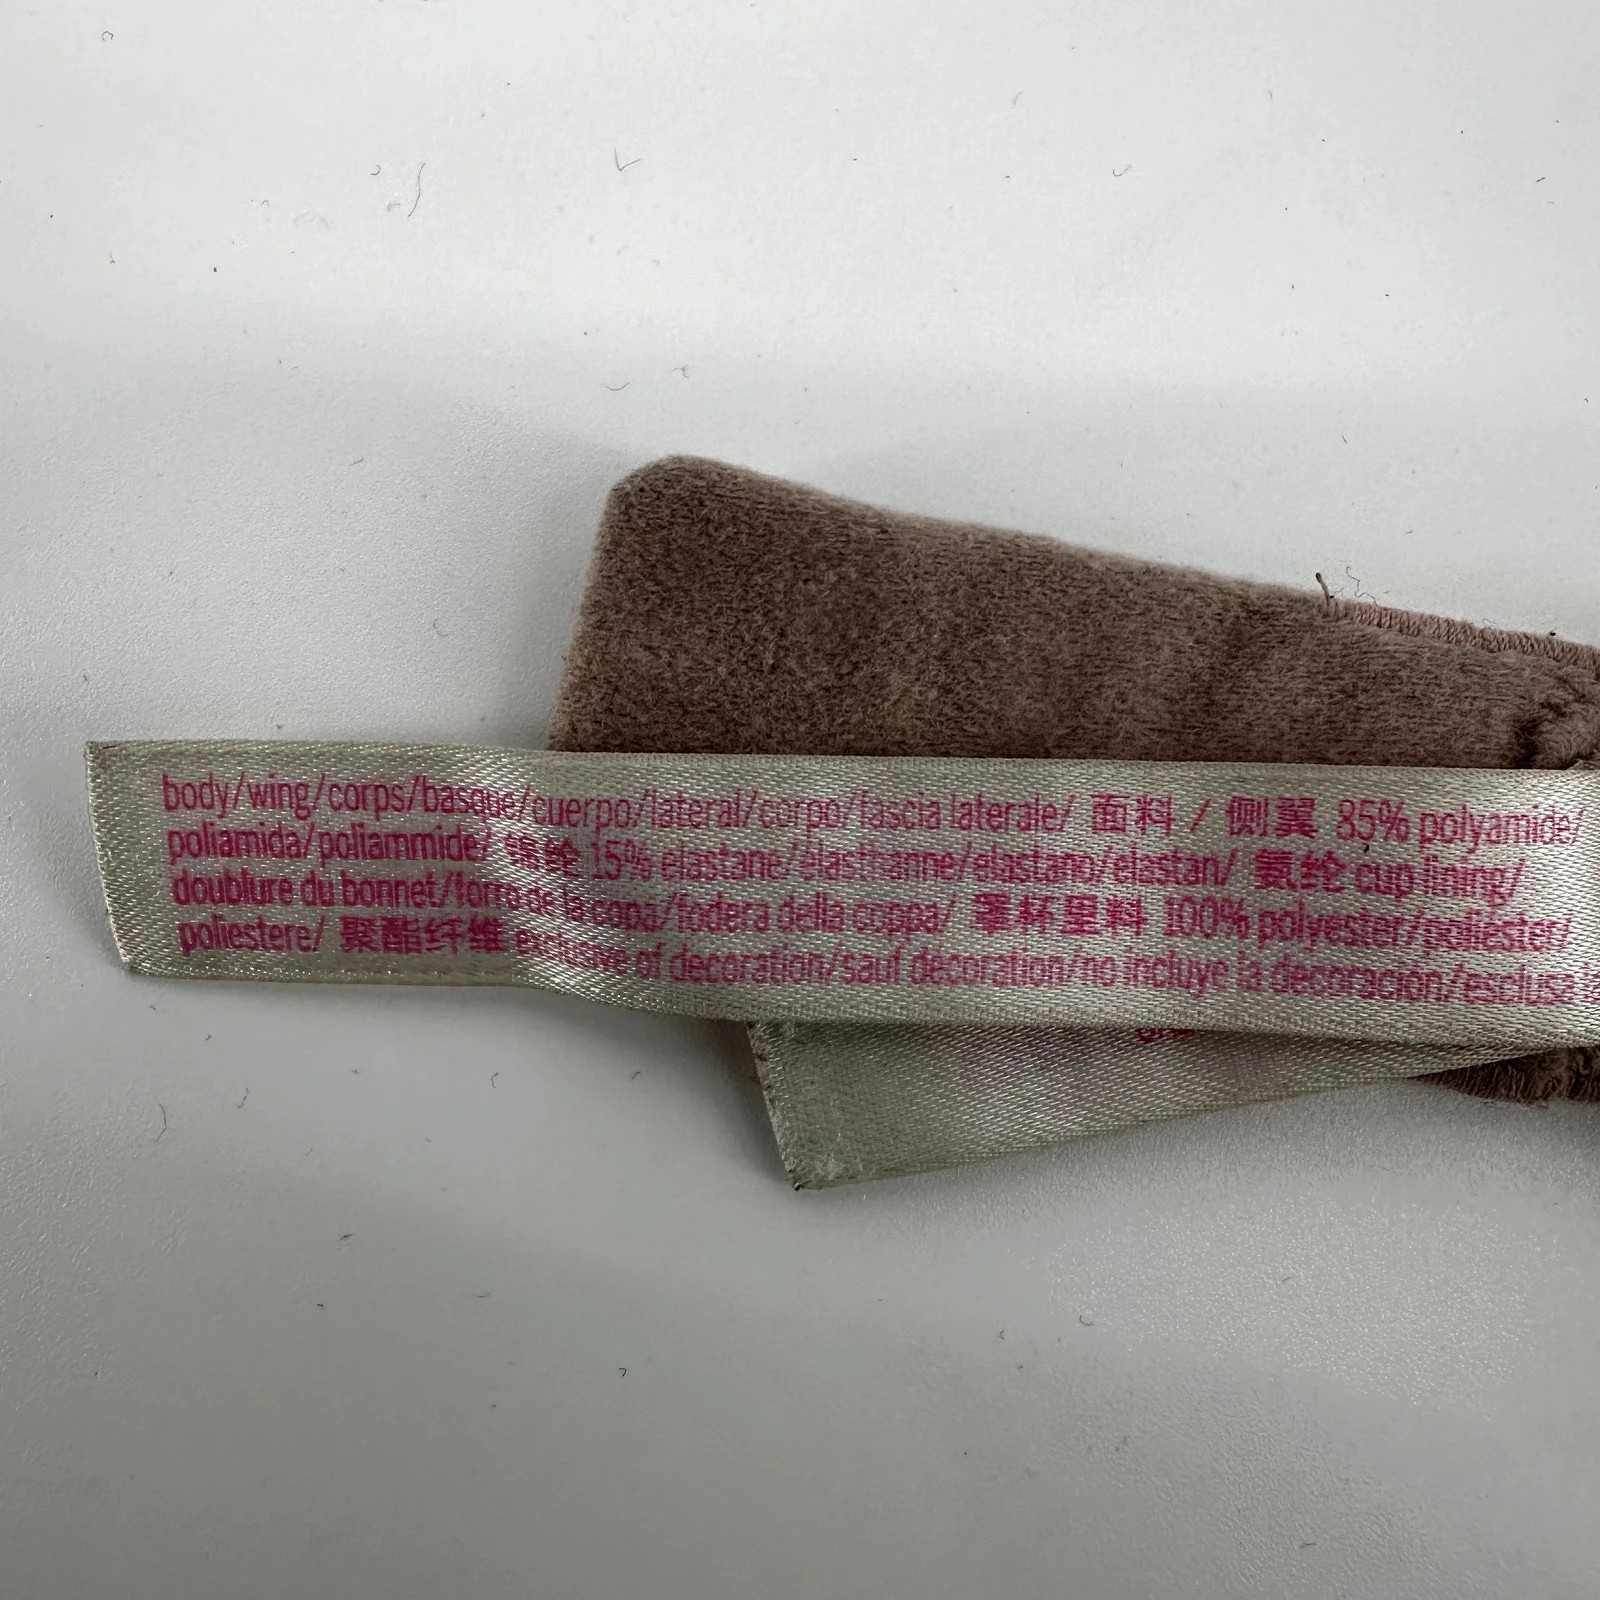 body/wing/corps/basque/cuerpo/lateral/corpo/fascia laterale/ 面料 / 侧翼 85% polyamide/
poliamida/poliammide/ 锦纶 15% elastane/élasthanne/elastano/elastan/ 氨纶 cup lining/
doublure du bonnet/forro de la copa/fodera della coppa/ 罩杯里料 100% polyester/poliéster/
poliestere/ 聚酯纤维 exclusive of decoration/sauf décoration/no incluye la decoración/esclusi